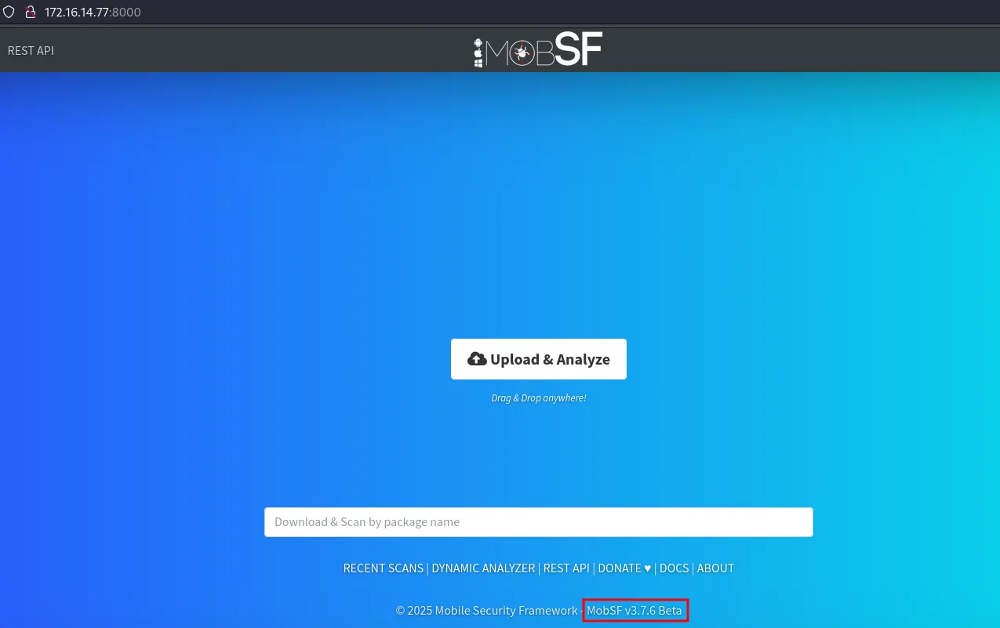 172.16.14.77:8000
REST API
MOBSF
Upload & Analyze
Drag & Drop anywhere!
Download & Scan by package name
RECENT SCANS | DYNAMIC ANALYZER | REST API | DONATE ♥ | DOCS | ABOUT
© 2025 Mobile Security Framework - MobSF v3.7.6 Beta